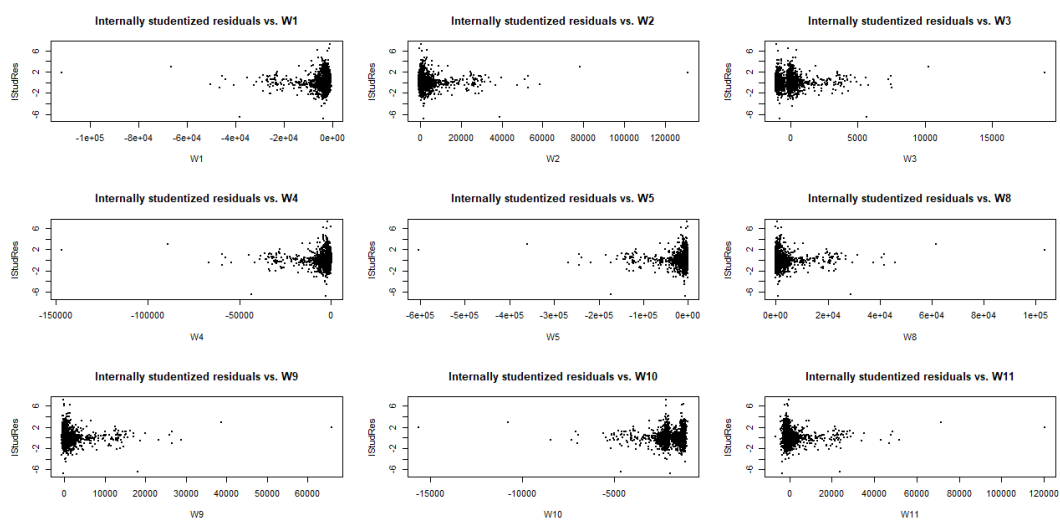 Internally studentized residuals vs. W1
Internally studentized residuals vs. W2
Internally studentized residuals vs. W3
IStudRes
6
2
-2
-6
-1e+05
-8e+04
-6e+04
-4e+04
-2e+04
0e+00
W1
IStudRes
6
2
-2
-6
0
20000
40000
60000
80000
100000
120000
W2
IStudRes
6
2
-2
-6
0
5000
10000
15000
W3
Internally studentized residuals vs. W4
Internally studentized residuals vs. W5
Internally studentized residuals vs. W8
IStudRes
6
2
-2
-6
-150000
-100000
-50000
0
W4
IStudRes
6
2
-2
-6
-6e+05
-5e+05
-4e+05
-3e+05
-2e+05
-1e+05
0e+00
W5
IStudRes
6
2
-2
-6
0e+00
2e+04
4e+04
6e+04
8e+04
1e+05
W8
Internally studentized residuals vs. W9
Internally studentized residuals vs. W10
Internally studentized residuals vs. W11
IStudRes
6
2
-2
-6
0
10000
20000
30000
40000
50000
60000
W9
IStudRes
6
2
-2
-6
-15000
-10000
-5000
W10
IStudRes
6
2
-2
-6
0
20000
40000
60000
80000
100000
120000
W11